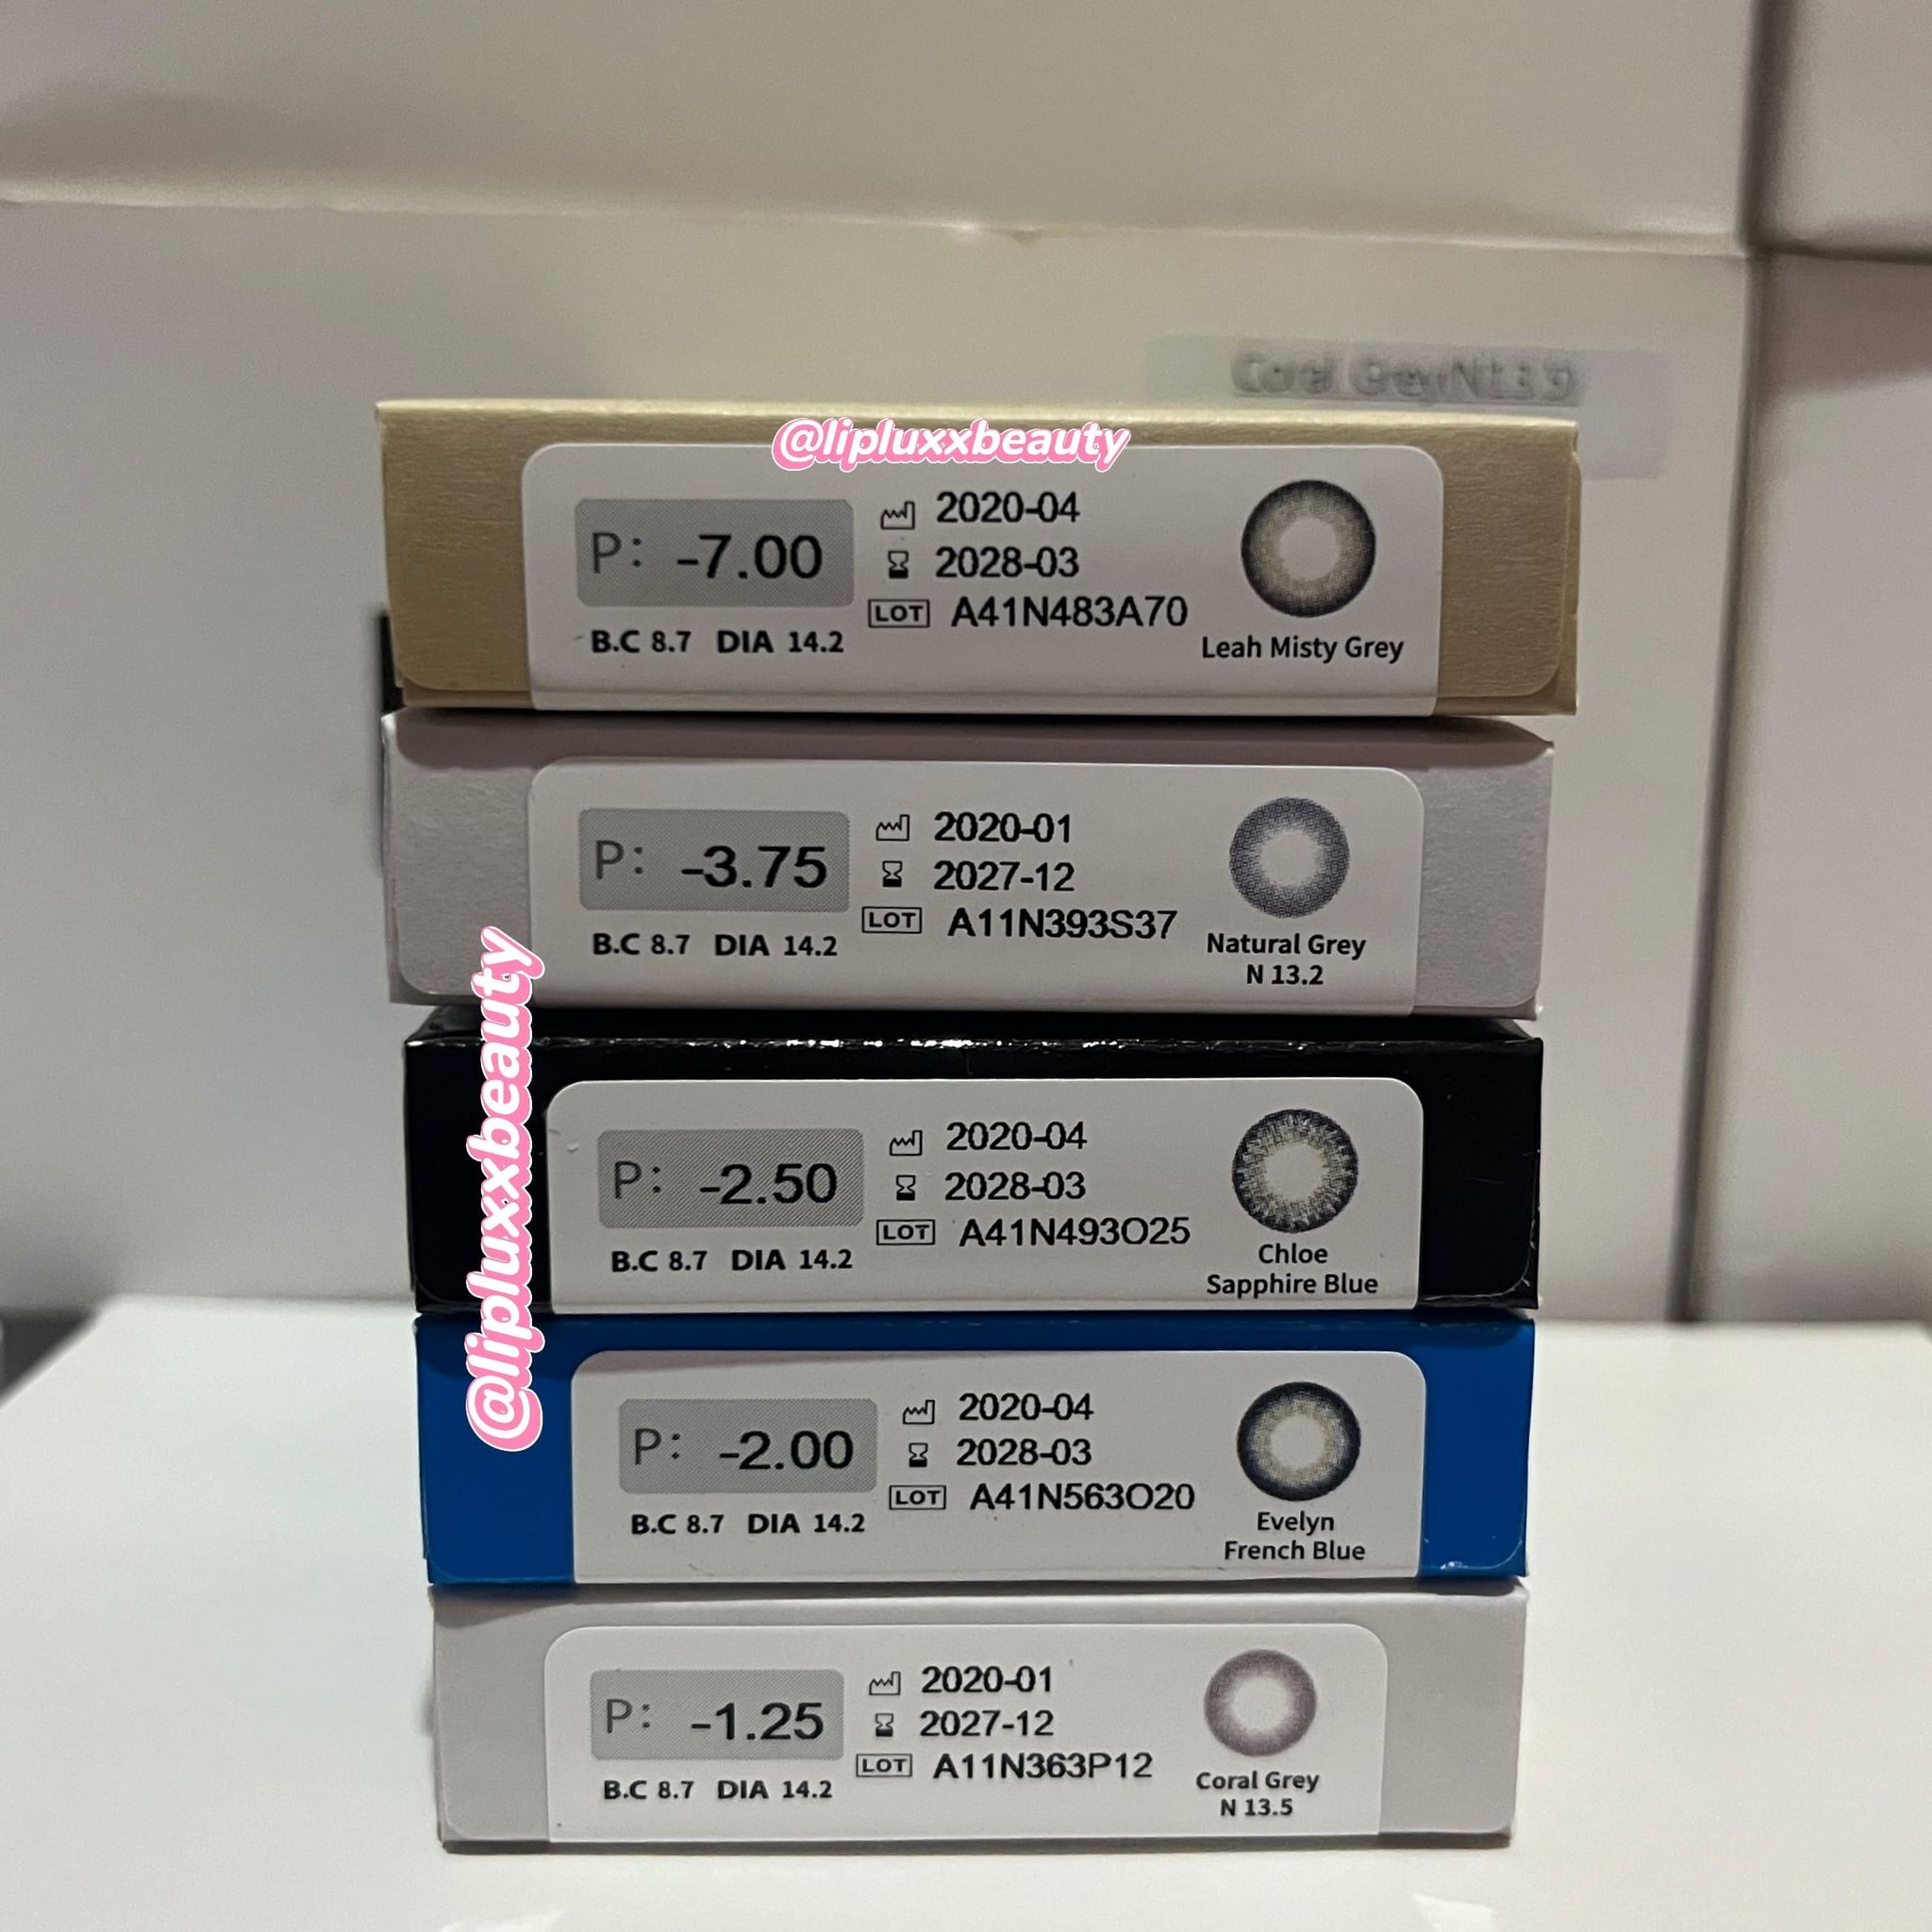 @lipluxxbeauty
P: -7.00
2020-04
2028-03
LOT A41N483A70
B.C 8.7 DIA 14.2
Leah Misty Grey
P: -3.75
2020-01
2027-12
LOT A11N393S37
B.C 8.7 DIA 14.2
Natural Grey
N 13.2
@lipluxxbeauty
P: -2.50
2020-04
2028-03
LOT A41N493O25
B.C 8.7 DIA 14.2
Chloe
Sapphire Blue
P: -2.00
2020-04
2028-03
LOT A41N563O20
B.C 8.7 DIA 14.2
Evelyn
French Blue
P: -1.25
2020-01
2027-12
LOT A11N363P12
B.C 8.7 DIA 14.2
Coral Grey
N 13.5